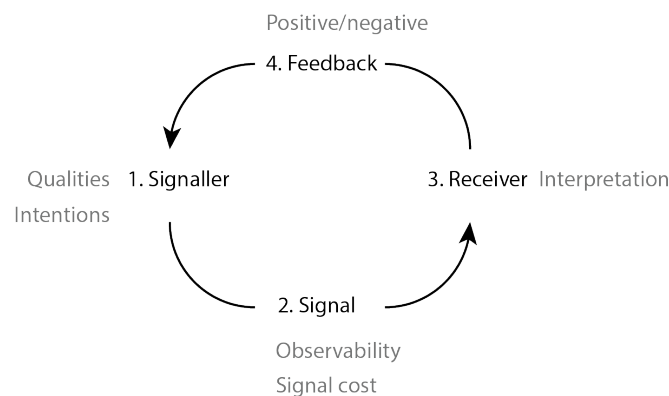 Positive/negative
4. Feedback
Qualities 1. Signaller
3. Receiver Interpretation
Intentions
2. Signal
Observability
Signal cost